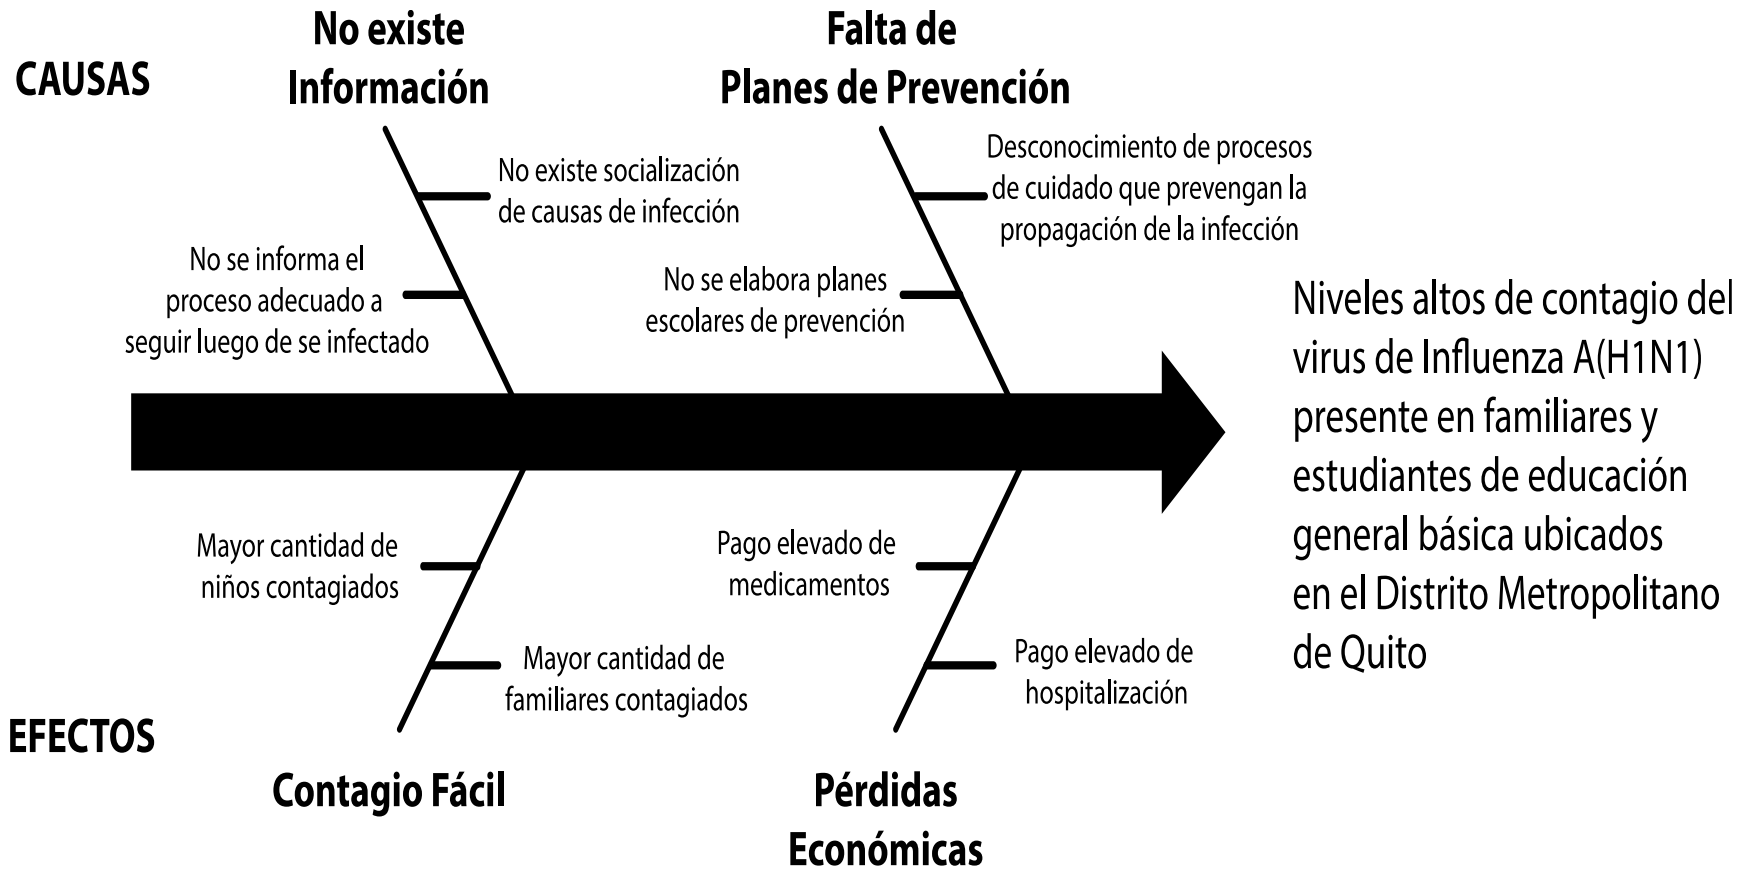 CAUSAS
No existe
Información
Falta de
Planes de Prevención
No existe socialización
de causas de infección
No se informa el
proceso adecuado a
seguir luego de se infectado
Desconocimiento de procesos
de cuidado que prevengan la
propagación de la infección
No se elabora planes
escolares de prevención
Niveles altos de contagio del
virus de Influenza A(H1N1)
presente en familiares y
estudiantes de educación
general básica ubicados
en el Distrito Metropolitano
de Quito
Mayor cantidad de
niños contagiados
Mayor cantidad de
familiares contagiados
Pago elevado de
medicamentos
Pago elevado de
hospitalización
EFECTOS
Contagio Fácil
Pérdidas
Económicas